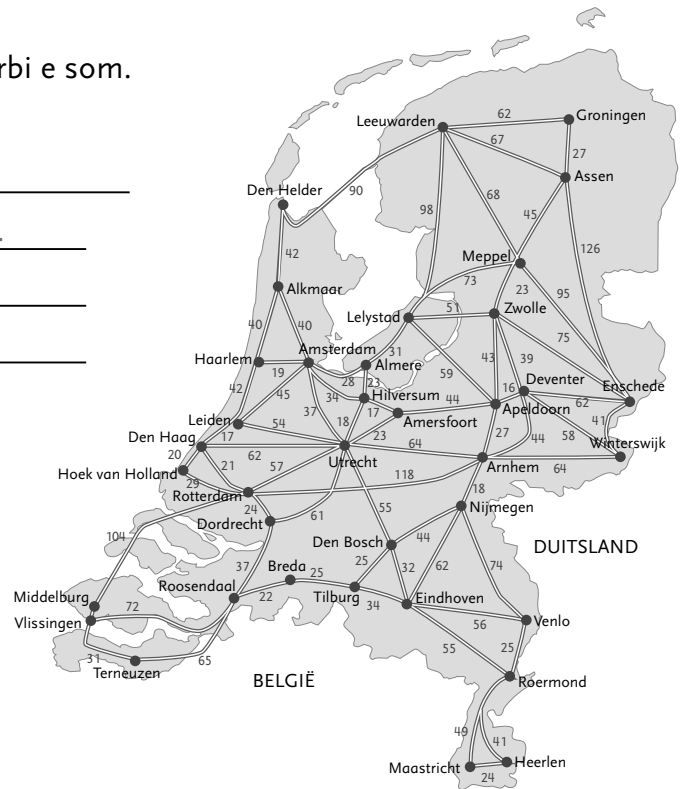 rbi e som.
Leeuwarden
62
Groningen
67
27
Assen
Den Helder
90
98
68
45
126
42
Meppel
73
23
95
Alkmaar
51
Zwolle
Lelystad
40
40
75
Amsterdam
31
Haarlem
Almere
43
39
19
59
28
23
Deventer
Enschede
42
45
34
Hilversum
16
62
37
44
Apeldoorn
41
Leiden
54
18
17
Amersfoort
Den Haag
17
23
27
44
58
Winterswijk
20
62
64
21
57
Utrecht
Arnhem
64
Hoek van Holland
118
29
Rotterdam
18
24
61
55
Nijmegen
Dordrecht
104
Den Bosch
44
DUITSLAND
37
Breda
25
25
32
62
74
Roosendaal
22
Tilburg
34
Eindhoven
Middelburg
72
56
Venlo
Vlissingen
31
65
55
25
Terneuzen
BELGIË
Roermond
49
41
Maastricht
Heerlen
24